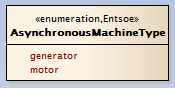 «enumeration,Entsoe»
AsynchronousMachineType
generator
motor